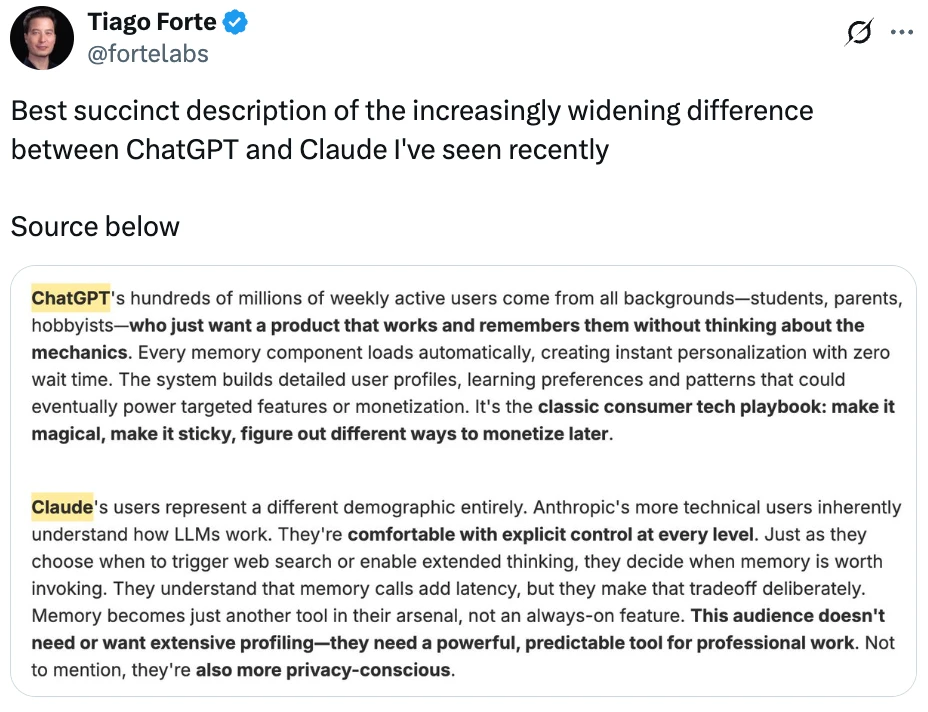 Tiago Forte
@fortelabs
Best succinct description of the increasingly widening difference
between ChatGPT and Claude I've seen recently
Source below
ChatGPT's hundreds of millions of weekly active users come from all backgrounds—students, parents,
hobbyists—who just want a product that works and remembers them without thinking about the
mechanics. Every memory component loads automatically, creating instant personalization with zero
wait time. The system builds detailed user profiles, learning preferences and patterns that could
eventually power targeted features or monetization. It's the classic consumer tech playbook: make it
magical, make it sticky, figure out different ways to monetize later.
Claude's users represent a different demographic entirely. Anthropic's more technical users inherently
understand how LLMs work. They're comfortable with explicit control at every level. Just as they
choose when to trigger web search or enable extended thinking, they decide when memory is worth
invoking. They understand that memory calls add latency, but they make that tradeoff deliberately.
Memory becomes just another tool in their arsenal, not an always-on feature. This audience doesn't
need or want extensive profiling—they need a powerful, predictable tool for professional work. Not
to mention, they're also more privacy-conscious.